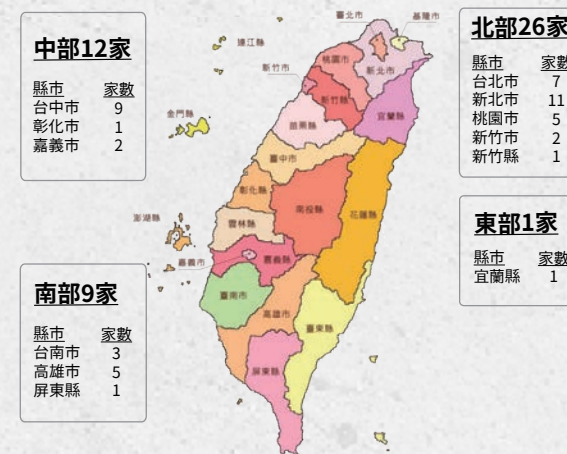 中部12家
縣市 家數
台中市 9
彰化市 1
嘉義市 2
南部9家
縣市 家數
台南市 3
高雄市 5
屏東縣 1
臺北市
基隆市
連江縣
桃園市
新北市
新竹市
新竹縣
宜蘭縣
苗栗縣
金門縣
臺中市
彰化縣
南投縣
花蓮縣
澎湖縣
雲林縣
嘉義市
嘉義縣
臺南市
高雄市
臺東縣
屏東縣
北部26家
縣市 家數
台北市 7
新北市 11
桃園市 5
新竹市 2
新竹縣 1
東部1家
縣市 家數
宜蘭縣 1